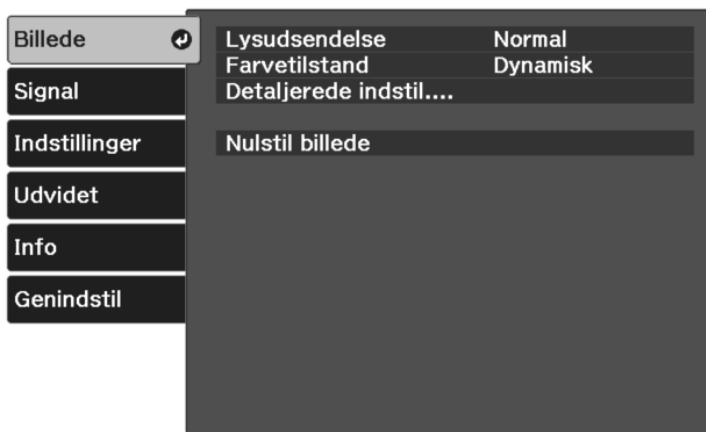 Billede
Signal
Indstillinger
Udvidet
Info
Genindstil
Lysudsendelse Normal
Farvetilstand Dynamisk
Detaljerede indstil....
Nulstil billede